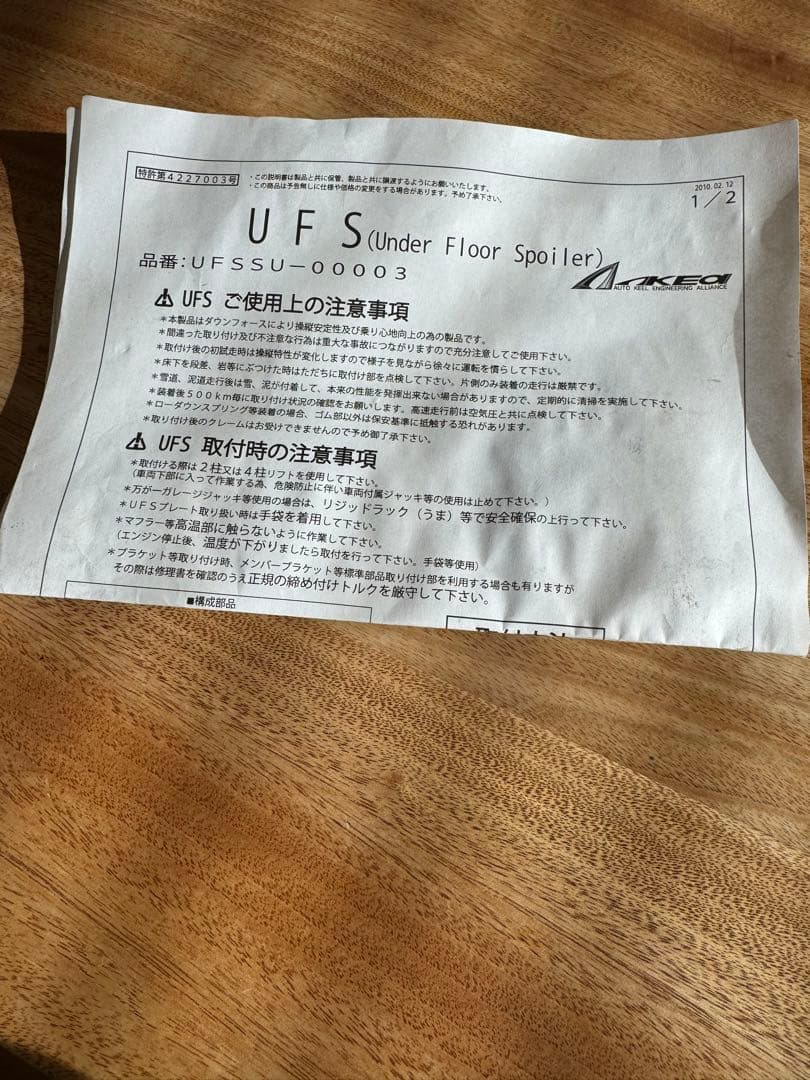 特許第4227003号
・この説明書は製品と共に保管、製品と共に譲渡するようにお願いいたします。
・この商品は予告無しに仕様や価格の変更をする場合があります。予め了承下さい。
2010.02.12
1／2
ＵＦＳ(Under Floor Spoiler)
品番:ＵＦＳＳＵ－００００３
AUTO KEEL ENGINEERING ALLIANCE
UFS ご使用上の注意事項
＊本製品はダウンフォースにより操縦安定性及び乗り心地向上の為の製品です。
＊間違った取り付け及び不注意な行為は重大な事故につながりますので充分注意してご使用下さい。
＊取付け後の初試走時は操縦特性が変化しますので様子を見ながら徐々に運転を慣らして下さい。
＊床下を段差、岩等にぶつけた時はただちに取付け部を点検して下さい。片側のみ装着の走行は厳禁です。
＊雪道、泥道走行後は雪、泥が付着して、本来の性能を発揮出来ない場合がありますので、定期的に清掃を実施して下さい。
＊装着後５００ｋｍ毎に取り付け状況の確認をお願いします。高速走行前は空気圧と共に点検して下さい。
＊ローダウンスプリング等装着の場合、ゴム部以外は保安基準に抵触する恐れがあります。
＊取り付け後のクレームはお受けできませんので予め御了承下さい。
UFS 取付時の注意事項
＊取付ける際は２柱又は４柱リフトを使用して下さい。
（車両下部に入って作業する為、危険防止に伴い車両付属ジャッキ等の使用は止めて下さい。）
＊万が一ガレージジャッキ等使用の場合は、リジッドラック（うま）等で安全確保の上行って下さい。
＊ＵＦＳプレート取り扱い時は手袋を着用して下さい。
＊マフラー等高温部に触らないように作業して下さい。
（エンジン停止後、温度が下がりましたら取付を行って下さい。手袋等使用）
＊ブラケット等取り付け時、メンバーブラケット等標準部品取り付け部を利用する場合も有りますが
その際は修理書を確認のうえ正規の締め付けトルクを厳守して下さい。
■構成部品